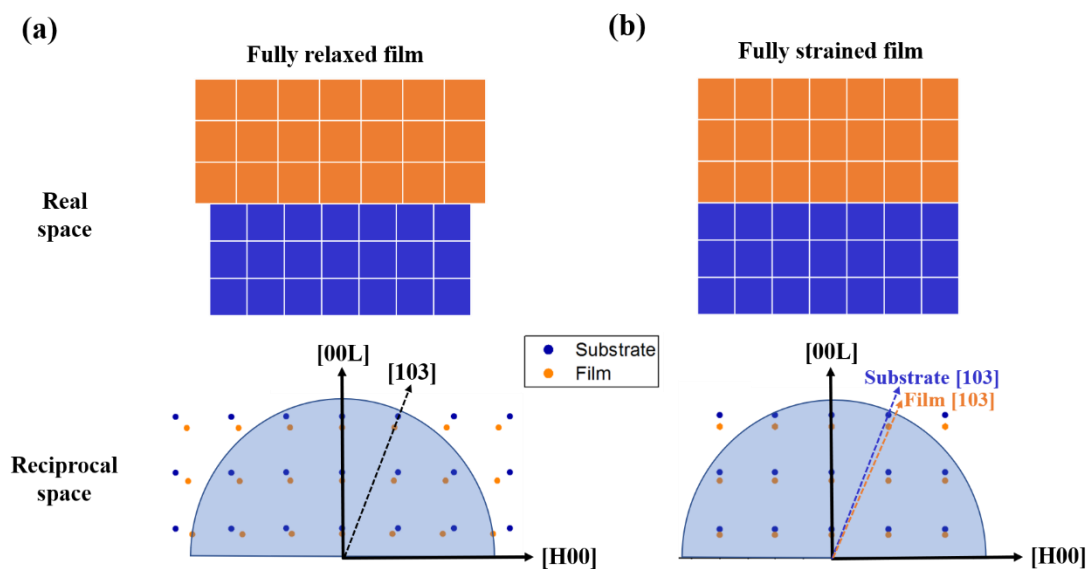 (a)
Fully relaxed film
(b)
Fully strained film
Real
space
[00L]
[103]
Substrate
Film
[00L]
Substrate [103]
Film [103]
Reciprocal
space
[H00]
[H00]